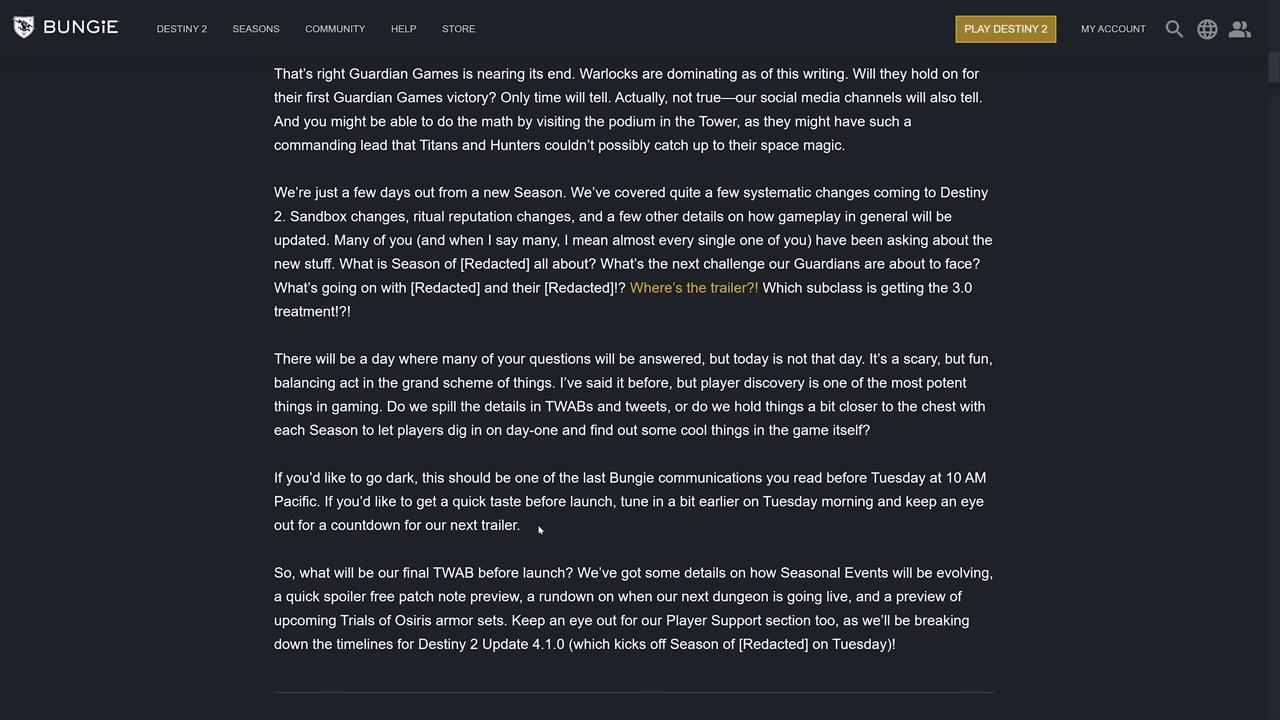 BUNGiE
DESTINY 2
SEASONS
COMMUNITY
HELP
STORE
PLAY DESTINY 2
MY ACCOUNT
That’s right Guardian Games is nearing its end. Warlocks are dominating as of this writing. Will they hold on for
their first Guardian Games victory? Only time will tell. Actually, not true—our social media channels will also tell.
And you might be able to do the math by visiting the podium in the Tower, as they might have such a
commanding lead that Titans and Hunters couldn’t possibly catch up to their space magic.
We’re just a few days out from a new Season. We’ve covered quite a few systematic changes coming to Destiny
2. Sandbox changes, ritual reputation changes, and a few other details on how gameplay in general will be
updated. Many of you (and when I say many, I mean almost every single one of you) have been asking about the
new stuff. What is Season of [Redacted] all about? What’s the next challenge our Guardians are about to face?
What’s going on with [Redacted] and their [Redacted]!? Where’s the trailer?! Which subclass is getting the 3.0
treatment!?!
There will be a day where many of your questions will be answered, but today is not that day. It’s a scary, but fun,
balancing act in the grand scheme of things. I’ve said it before, but player discovery is one of the most potent
things in gaming. Do we spill the details in TWABs and tweets, or do we hold things a bit closer to the chest with
each Season to let players dig in on day-one and find out some cool things in the game itself?
If you’d like to go dark, this should be one of the last Bungie communications you read before Tuesday at 10 AM
Pacific. If you’d like to get a quick taste before launch, tune in a bit earlier on Tuesday morning and keep an eye
out for a countdown for our next trailer.
So, what will be our final TWAB before launch? We’ve got some details on how Seasonal Events will be evolving,
a quick spoiler free patch note preview, a rundown on when our next dungeon is going live, and a preview of
upcoming Trials of Osiris armor sets. Keep an eye out for our Player Support section too, as we’ll be breaking
down the timelines for Destiny 2 Update 4.1.0 (which kicks off Season of [Redacted] on Tuesday)!